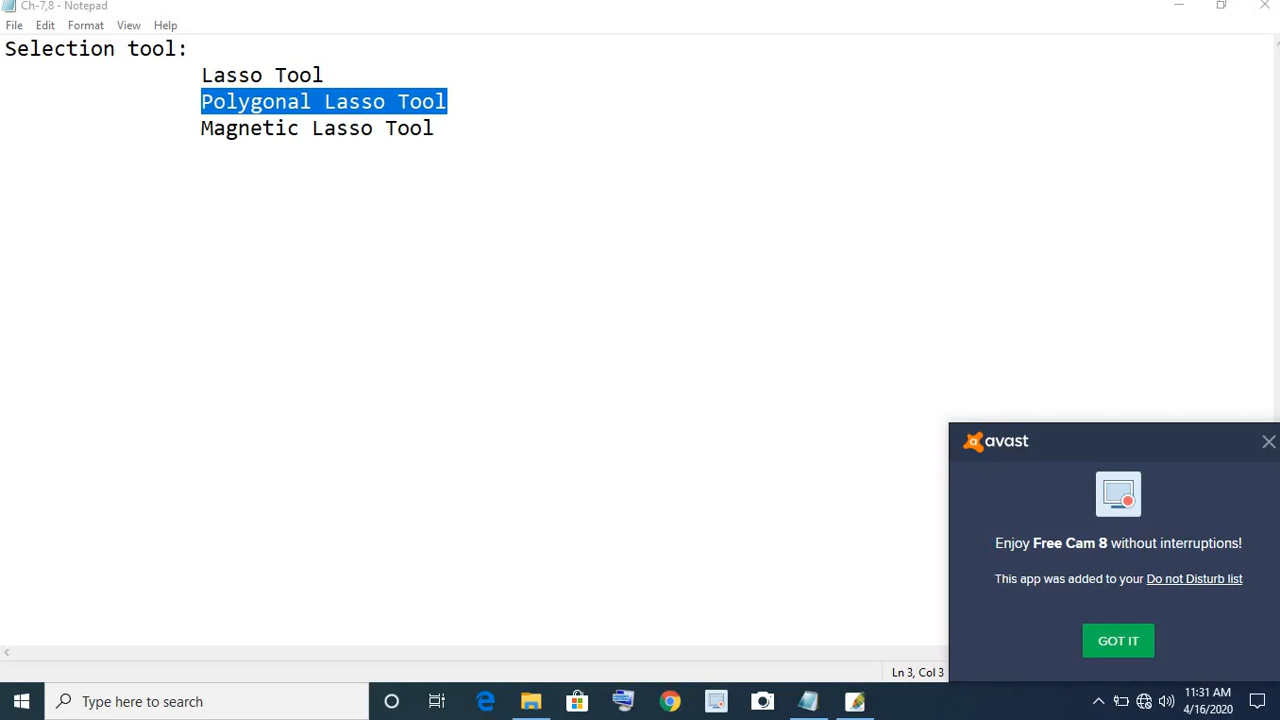 Ch-7,8 - Notepad
File Edit Format View Help
Selection tool:
Lasso Tool
Polygonal Lasso Tool
Magnetic Lasso Tool
avast
Enjoy Free Cam 8 without interruptions!
This app was added to your Do not Disturb list
GOT IT
Ln 3, Col 3
Type here to search
11:31 AM
4/16/2020